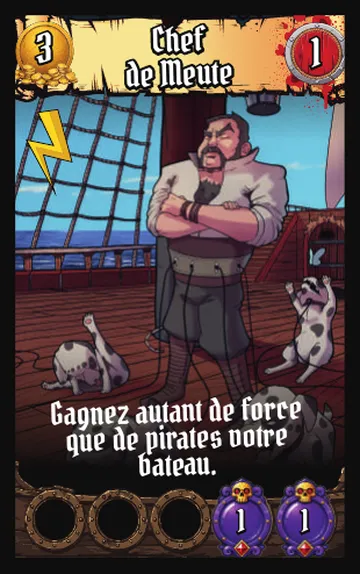 3
Chef
de Meute
1
Gagnez autant de force
que de pirates votre
bateau.
1
1